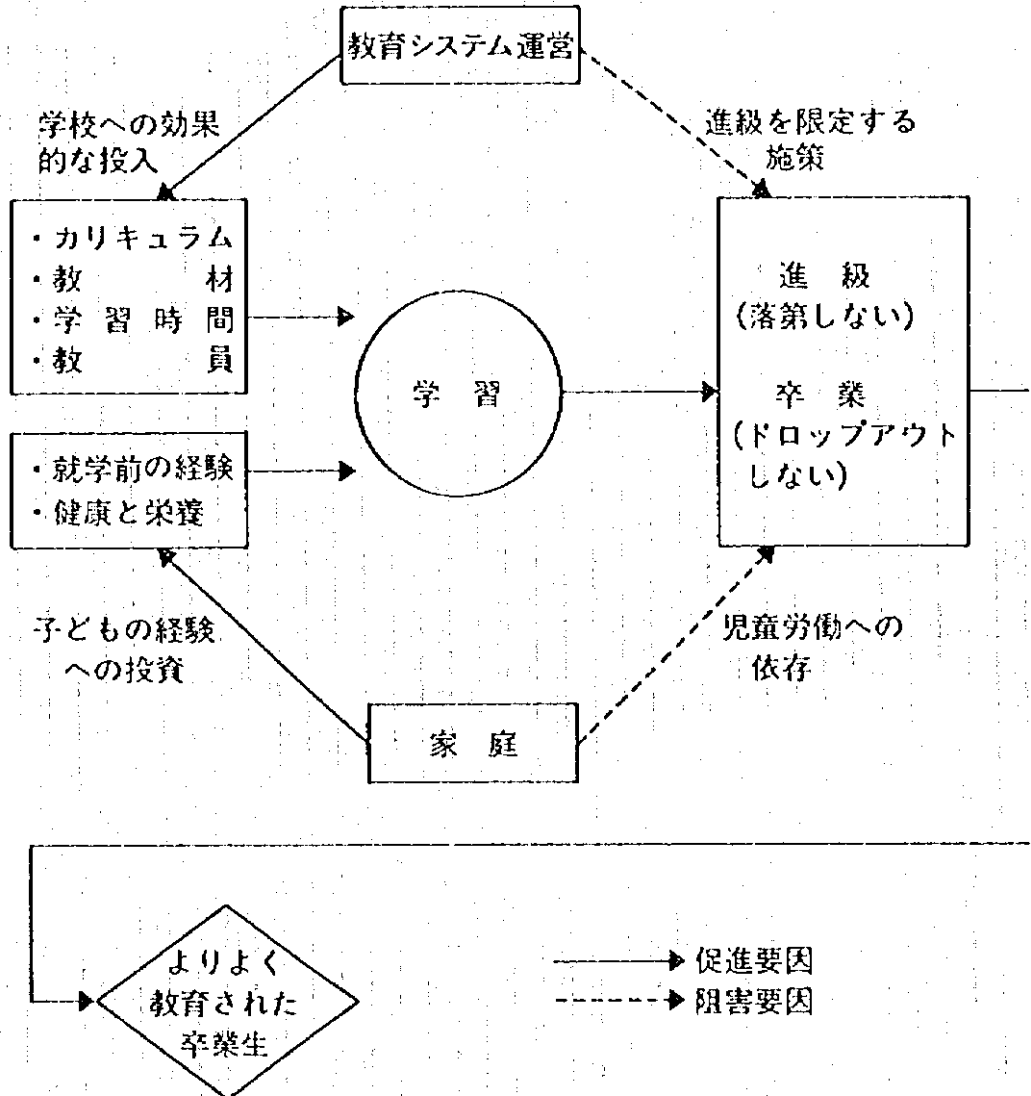 教育システム運営
学校への効果
的な投入
進級を限定する
施策
・カリキュラム
・教材
・学習時間
・教員
進級
(落第しない)
卒業
(ドロップアウト
しない)
学習
・就学前の経験
・健康と栄養
子どもの経験
への投資
児童労働への
依存
家庭
よりよく
教育された
卒業生
促進要因
阻害要因